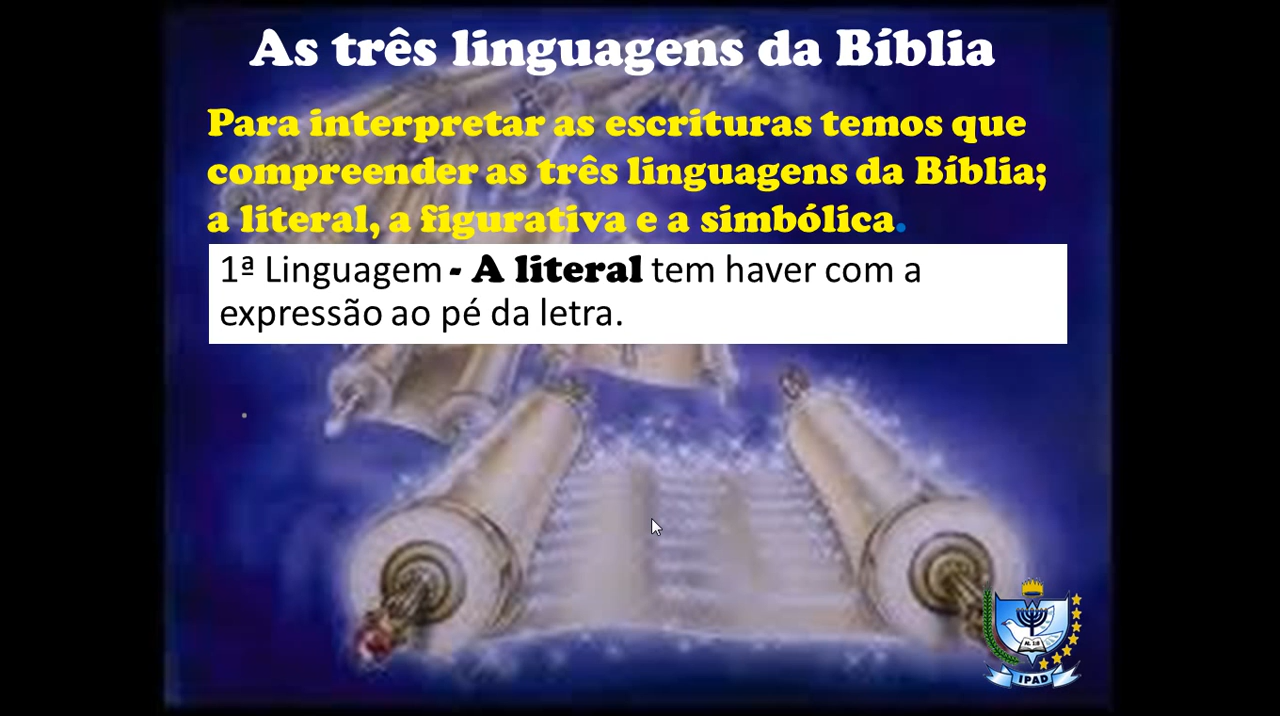 As três linguagens da Bíblia
Para interpretar as escrituras temos que
compreender as três linguagens da Bíblia;
a literal, a figurativa e a simbólica.
1ª Linguagem - A literal tem haver com a
expressão ao pé da letra.
IPAD